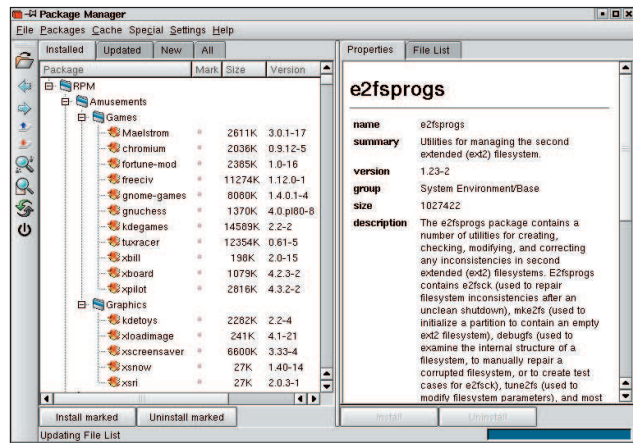 Package Manager
File Packages Cache Special Settings Help
Installed Updated New All
Package Mark Size Version
RPM
Amusements
Games
Maelstrom 2611K 3.0.1-17
chromium 2036K 0.9.12-5
fortune-mod 2385K 1.0-16
freeciv 11274K 1.12.0-1
gnome-games 8080K 1.4.0.1-4
gnuchess 1370K 4.0.pl80-8
kdegames 14589K 2.2-2
tuxracer 12354K 0.61-5
xbill 198K 2.0-15
xboard 1079K 4.2.3-2
xpilot 2816K 4.3.2-2
Graphics
kdetoys 2282K 2.2-4
xloadimage 241K 4.1-21
xscreensaver 6600K 3.33-4
xsnow 27K 1.40-14
xsri 27K 2.0.3-1
Install marked Uninstall marked
Updating File List
Properties File List
e2fsprogs
name e2fsprogs
summary Utilities for managing the second
extended (ext2) filesystem.
version 1.23-2
group System Environment/Base
size 1027422
description The e2fsprogs package contains a
number of utilities for creating,
checking, modifying, and correcting
any inconsistencies in second
extended (ext2) filesystems. E2fsprogs
contains e2fsck (used to repair
filesystem inconsistencies after an
unclean shutdown), mke2fs (used to
initialize a partition to contain an empty
ext2 filesystem), debugfs (used to
examine the internal structure of a
filesystem, to manually repair a
corrupted filesystem, or to create test
cases for e2fsck), tune2fs (used to
modify filesystem parameters), and most
Install Uninstall